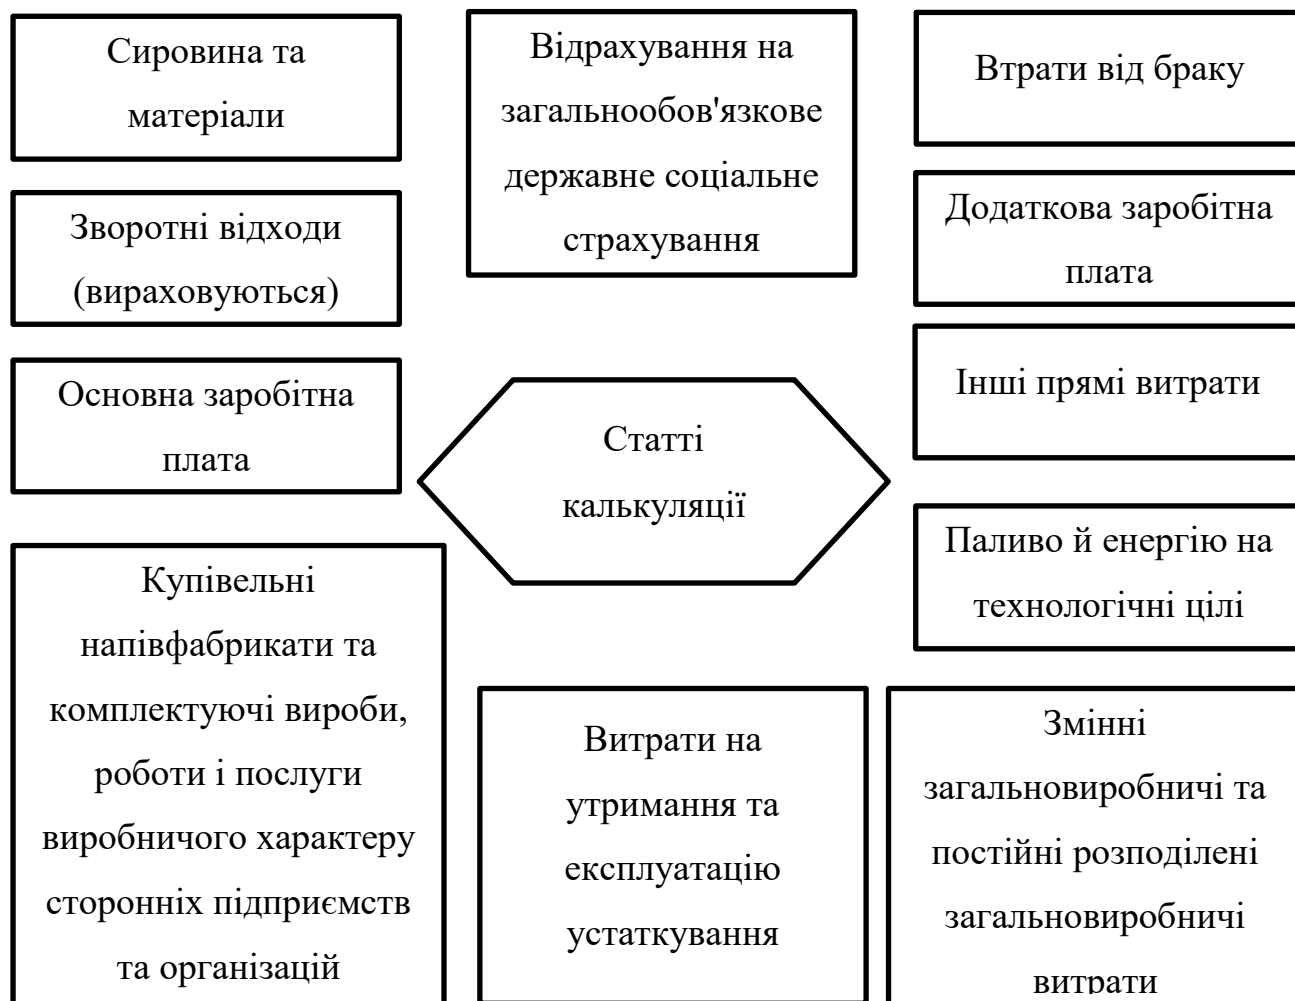 Сировина та
матеріали
Зворотні відходи
(вираховуються)
Основна заробітна
плата
Купівельні
напівфабрикати та
комплектуючі вироби,
роботи і послуги
виробничого характеру
сторонніх підприємств
та організацій
Відрахування на
загальнообов'язкове
державне соціальне
страхування
Статті
калькуляції
Витрати на
утримання та
експлуатацію
устаткування
Втрати від браку
Додаткова заробітна
плата
Інші прямі витрати
Паливо й енергію на
технологічні цілі
Змінні
загальновиробничі та
постійні розподілені
загальновиробничі
витрати